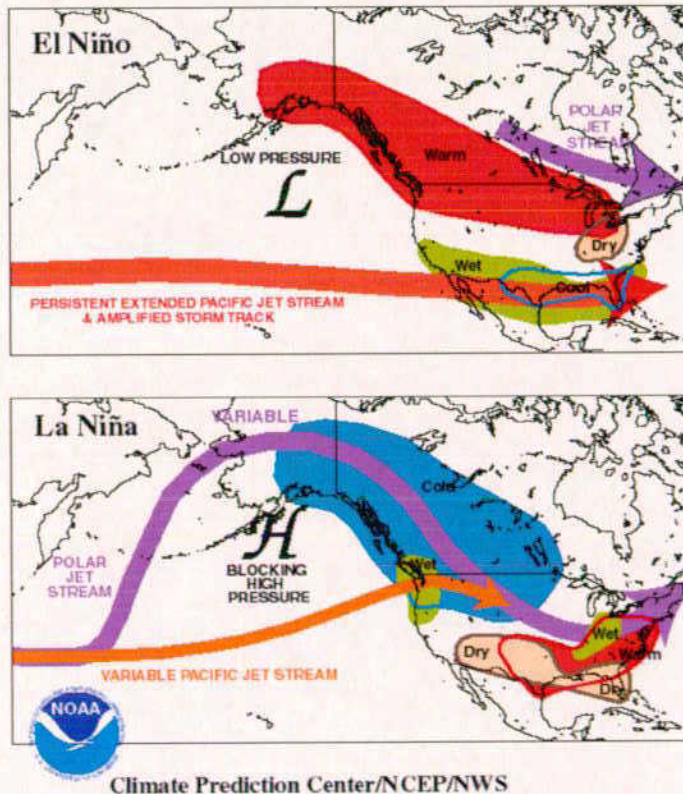 El Niño
POLAR
JET
STREAM
LOW PRESSURE
Warm
L
Dry
Wet
Cool
PERSISTENT EXTENDED PACIFIC JET STREAM
& AMPLIFIED STORM TRACK
La Niña
VARIABLE
Cold
H
BLOCKING
HIGH
PRESSURE
Wet
POLAR
JET
STREAM
Wet
Dry
Warm
Dry
VARIABLE PACIFIC JET STREAM
NOAA
Climate Prediction Center/NCEP/NWS